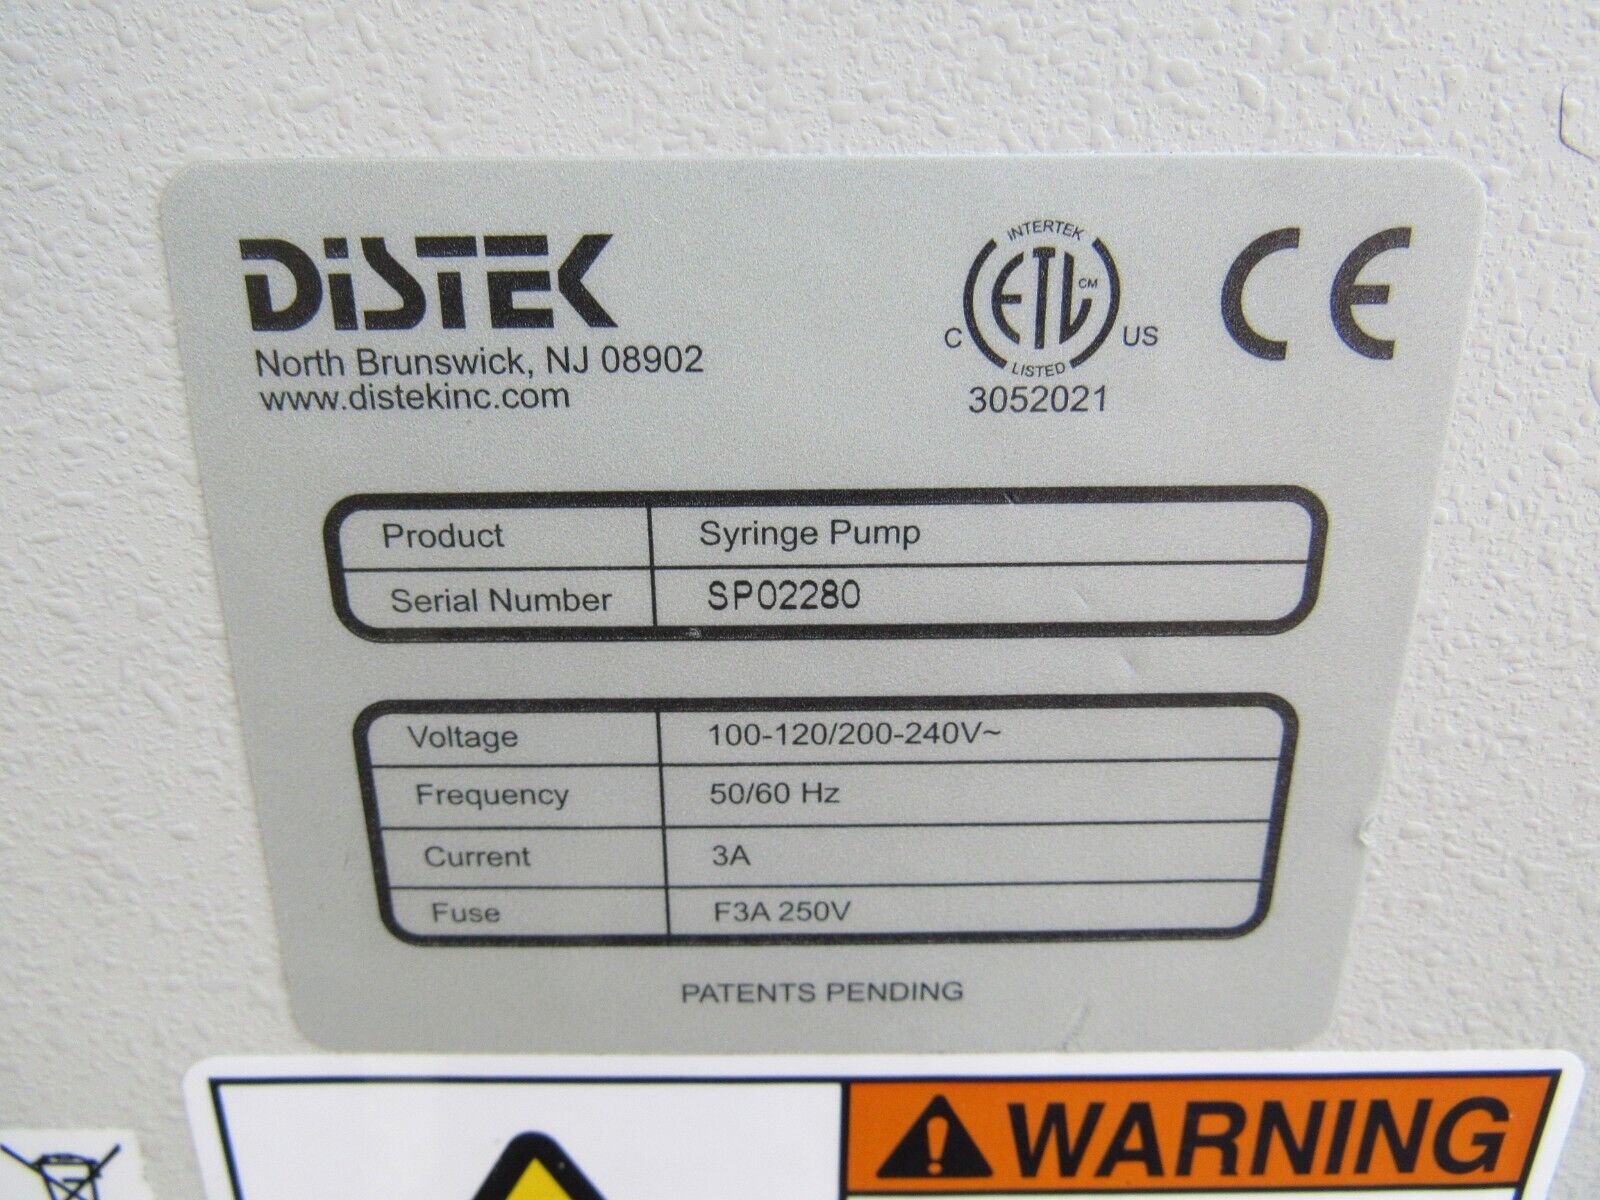 DiSTEK
North Brunswick, NJ 08902
www.distekinc.com
INTERTEK
ETL CM
C US
LISTED
3052021
CE
Product Syringe Pump
Serial Number SP02280
Voltage 100-120/200-240V~
Frequency 50/60 Hz
Current 3A
Fuse F3A 250V
PATENTS PENDING
WARNING